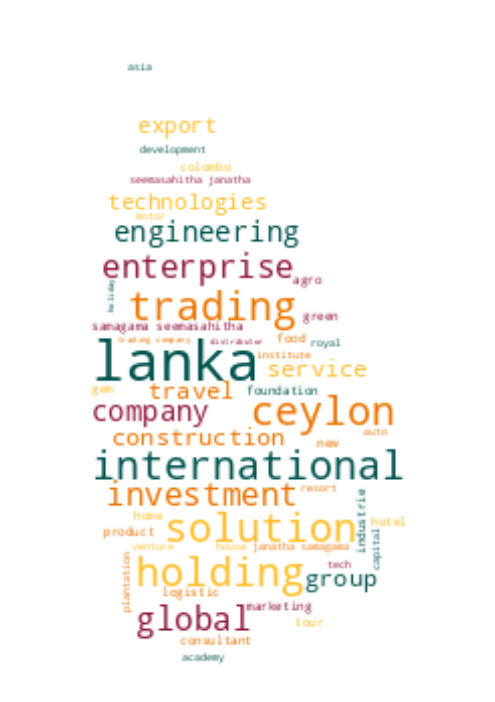 asia
export
development
colombo
seemasahitha janatha
technologies
motor
engineering
enterprise
agro
holiday
trading
green
samagama seemasahitha
trading company
distributor
food
royal
lanka
institute
service
gem
travel
foundation
company
ceylon
auto
construction
new
international
investment
resort
home
solution
industrie
hotel
product
capital
venture
house
janatha samagama
plantation
holding
tech
group
logistic
global
marketing
tour
consultant
academy